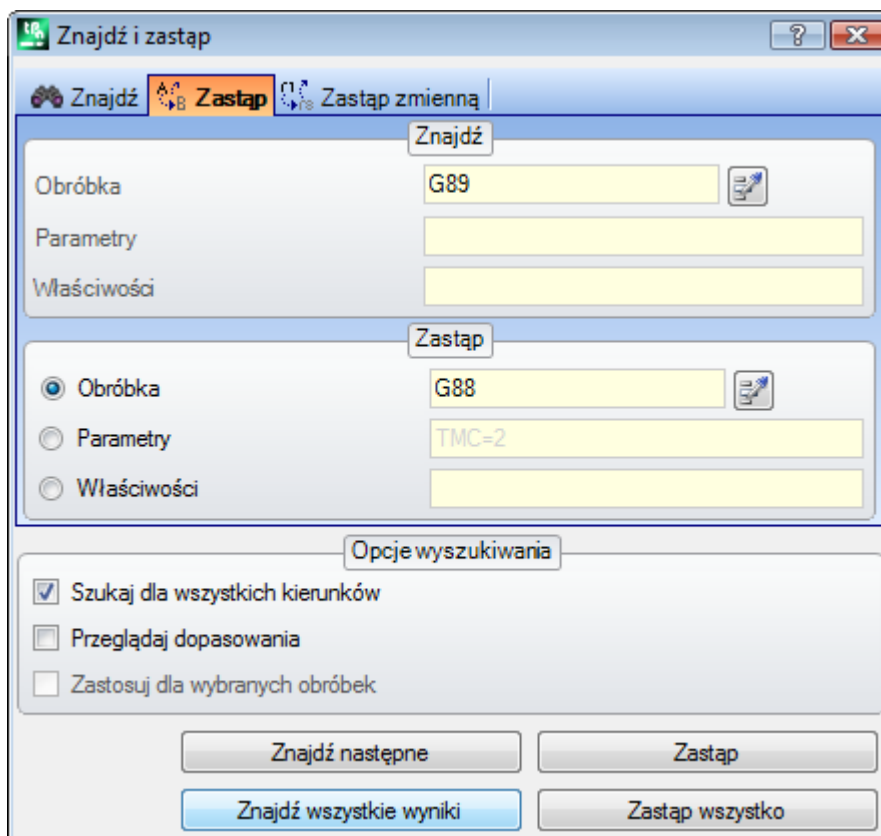 Znajdź i zastąp
Znajdź Zastąp Zastąp zmienną
Znajdź
Obróbka G89
Parametry
Właściwości
Zastąp
Obróbka G88
Parametry TMC=2
Właściwości
Opcje wyszukiwania
Szukaj dla wszystkich kierunków
Przeglądaj dopasowania
Zastosuj dla wybranych obróbek
Znajdź następne Zastąp
Znajdź wszystkie wyniki Zastąp wszystko